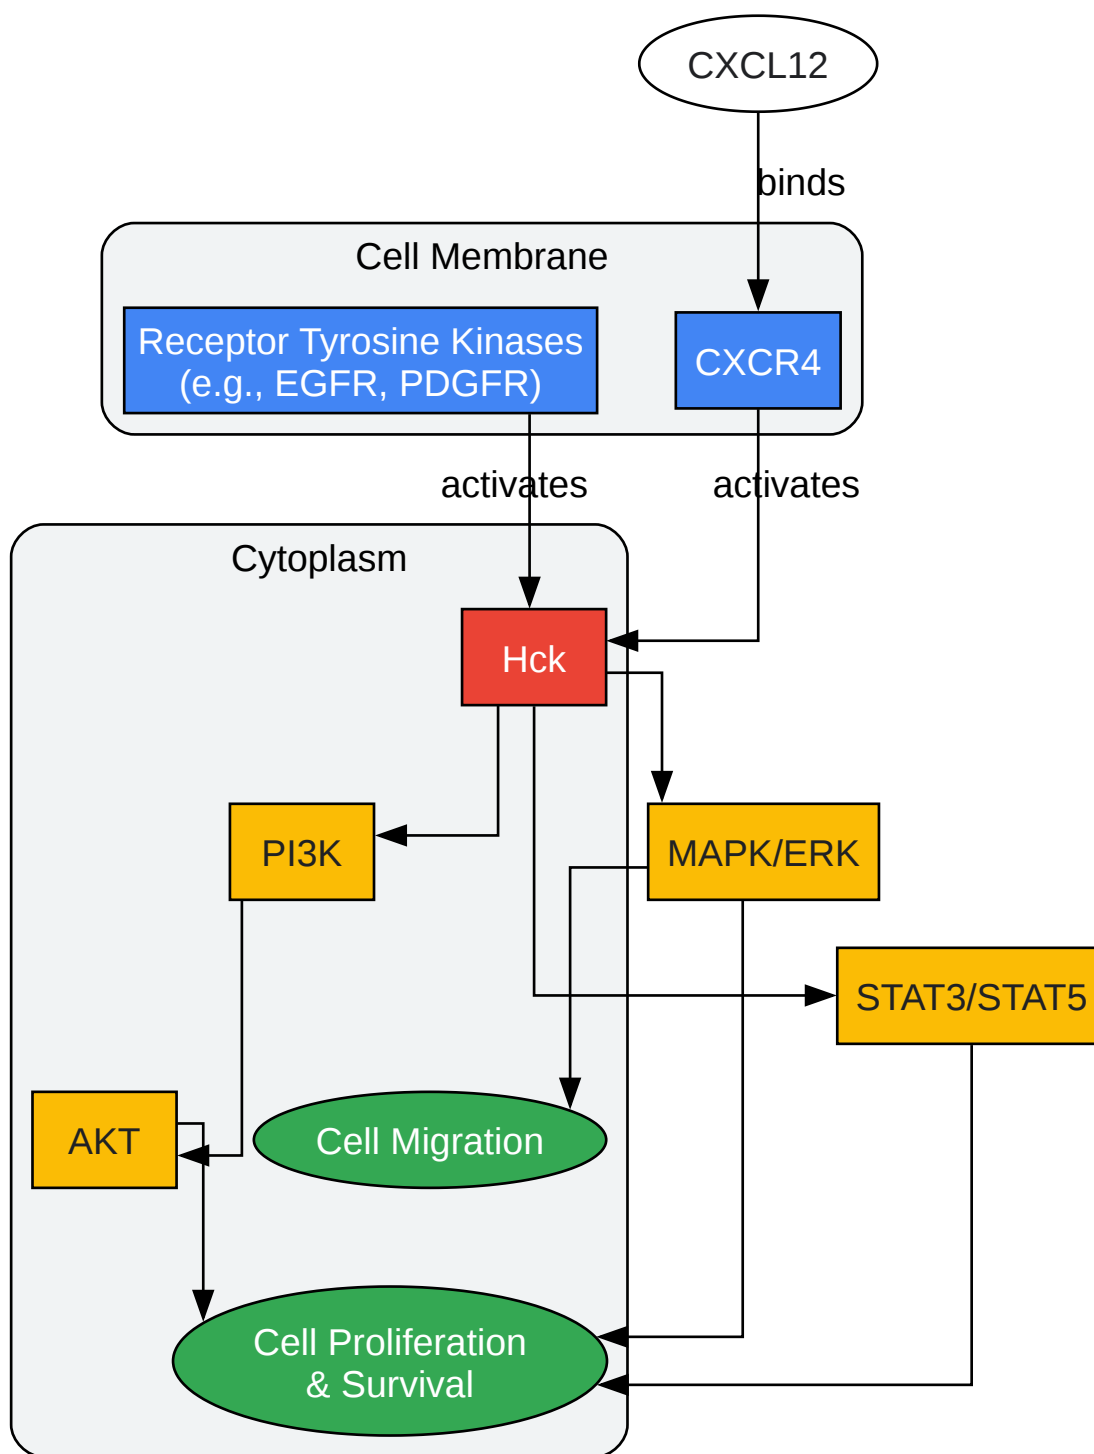 CXCL12
binds
Cell Membrane
Receptor Tyrosine Kinases
(e.g., EGFR, PDGFR)
CXCR4
activates
activates
Cytoplasm
Hck
PI3K
MAPK/ERK
STAT3/STAT5
AKT
Cell Migration
Cell Proliferation
& Survival